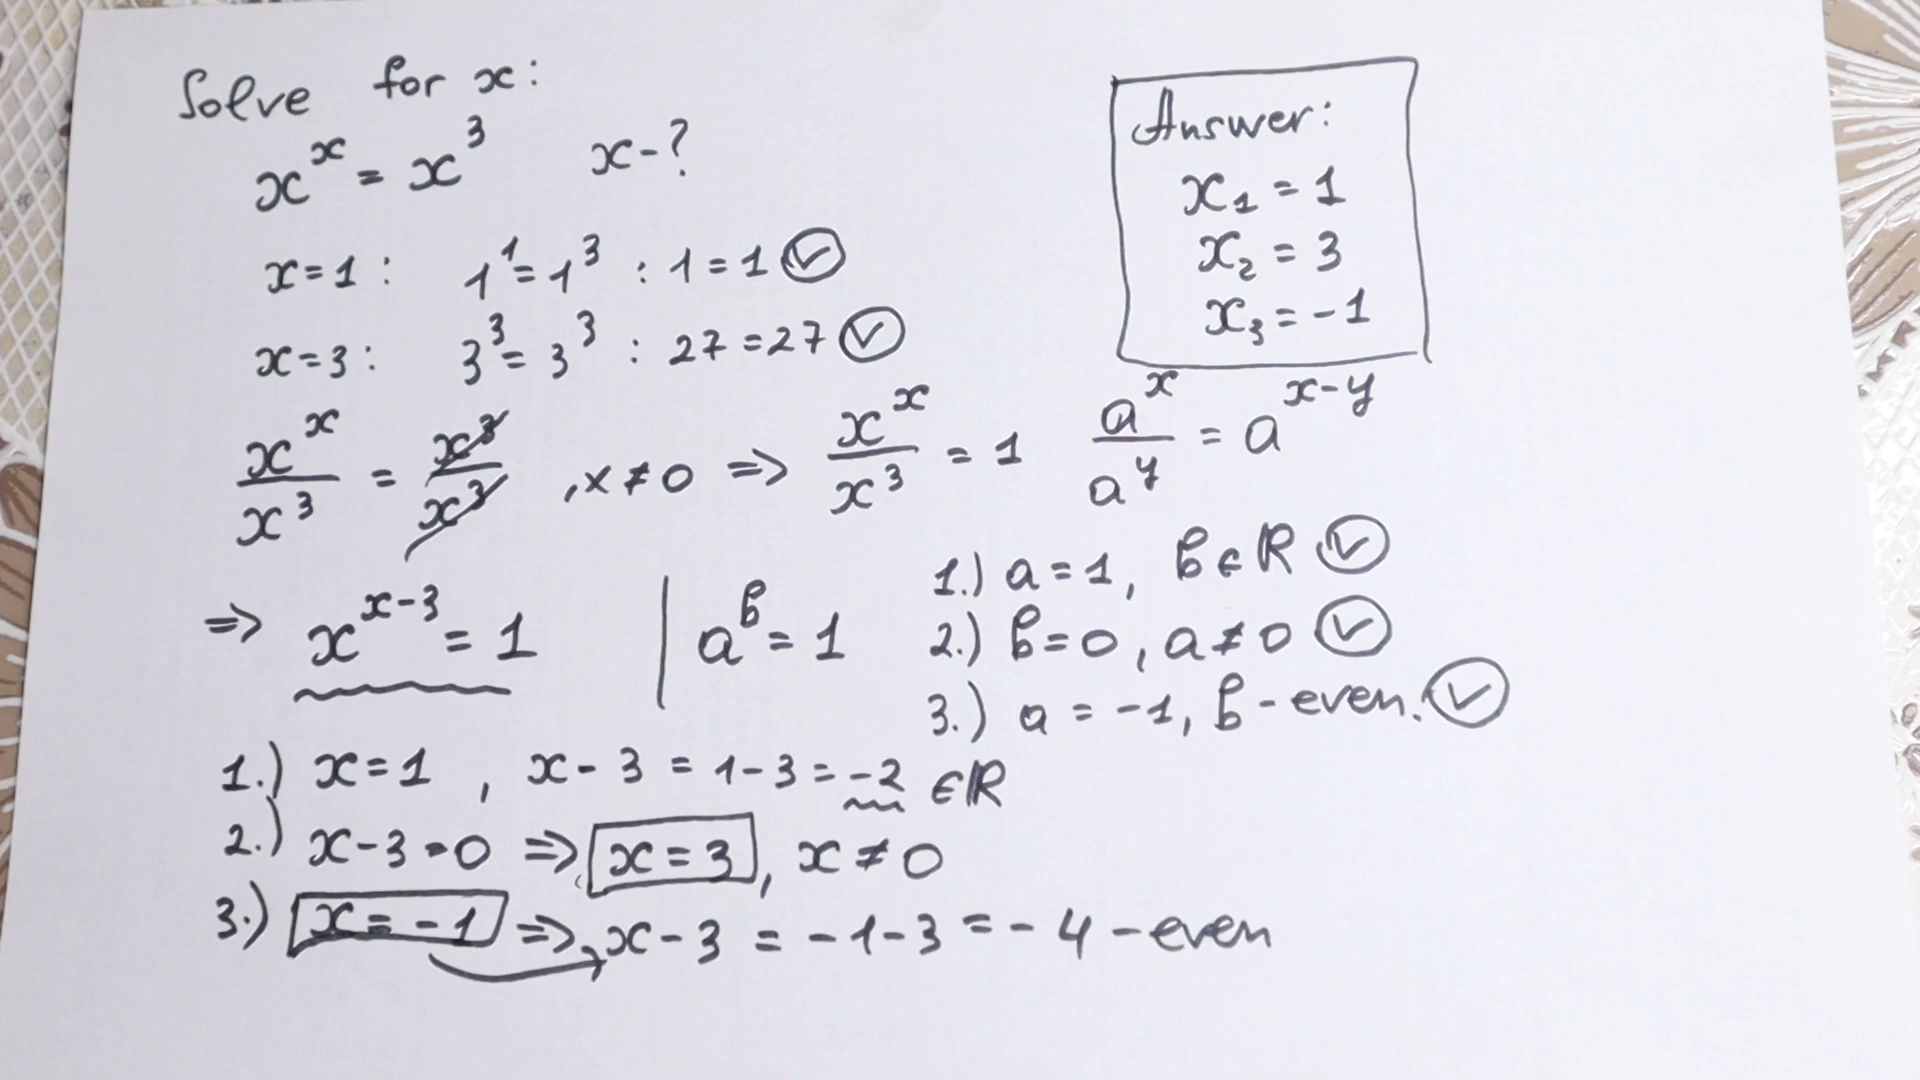 Solve for x:
x^x = x^3 x-?
x=1: 1^1=1^3 : 1=1 ✓
x=3: 3^3=3^3 : 27=27 ✓
x^x/x^3 = x^3/x^3, x≠0 => x^x/x^3 = 1 a^x/a^y = a^(x-y)
=> x^(x-3) = 1 | a^b = 1
1.) a=1, b∈ℝ ✓
2.) b=0, a≠0 ✓
3.) a=-1, b-even. ✓
1.) x=1, x-3=1-3=-2 ∈ℝ
2.) x-3=0 => x=3, x≠0
3.) x=-1 => x-3=-1-3=-4-even
Answer:
x₁=1
x₂=3
x₃=-1